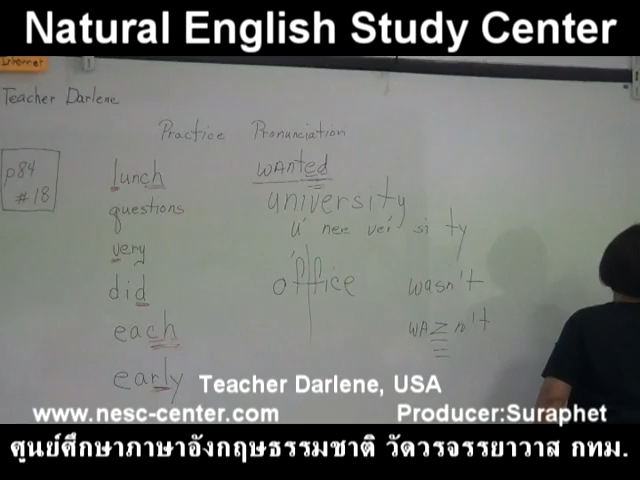 Natural English Study Center
Internet
Teacher Darlene
Practice Pronunciation
p84
#18
lunch
questions
very
did
each
early
wanted
university
u' nee ver' si ty
office
wasn't
wAZn't
Teacher Darlene, USA
www.nesc-center.com
Producer:Suraphet
ศูนย์ศึกษาภาษาอังกฤษธรรมชาติ วัดวรจรรยาวาส กทม.